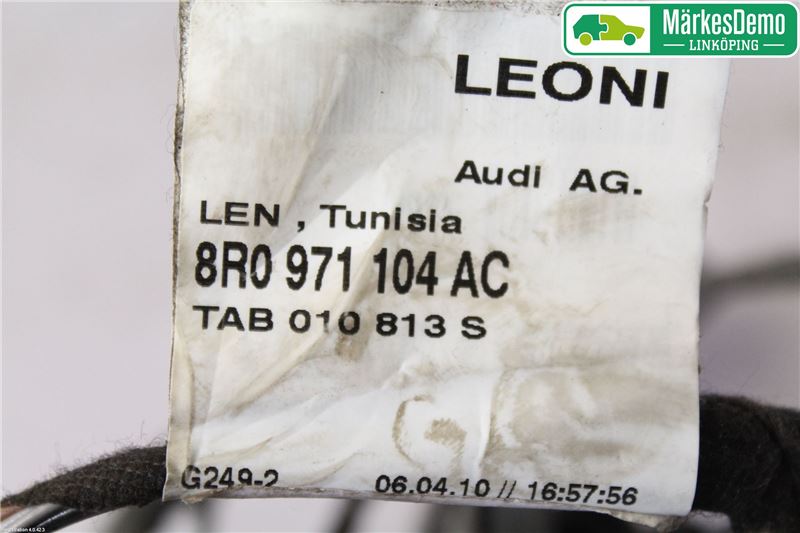 MärkesDemo
LINKÖPING
LEONI
Audi AG.
LEN , Tunisia
8R0 971 104 AC
TAB 010 813 S
G249-2
06.04.10 // 16:57:56